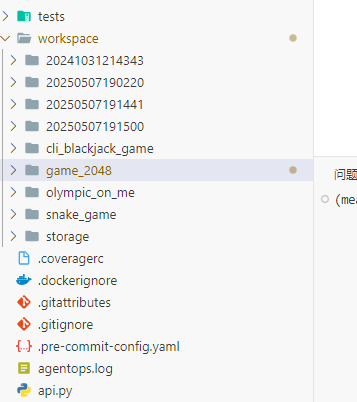 tests
workspace
20241031214343
20250507190220
20250507191441
20250507191500
cli_blackjack_game
game_2048
问题
olympic_on_me
(mea
snake_game
storage
.coveragerc
.dockerignore
.gitattributes
.gitignore
.pre-commit-config.yaml
agentops.log
api.py